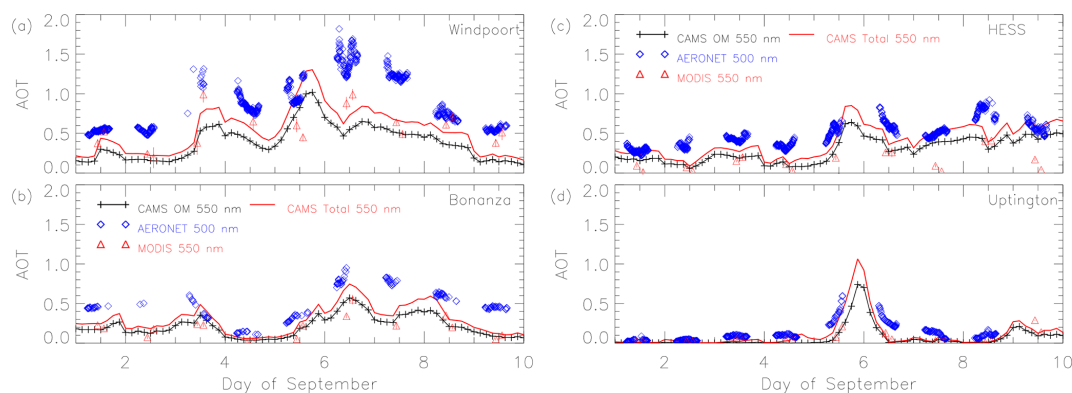 (a)
Windpoort
2.0
1.5
1.0
0.5
0.0
AOT
(b)
Bonanza
CAMS OM 550 nm
CAMS Total 550 nm
AERONET 500 nm
MODIS 550 nm
2.0
1.5
1.0
0.5
0.0
AOT
2 4 6 8 10
Day of September
(c)
HESS
CAMS OM 550 nm
CAMS Total 550 nm
AERONET 500 nm
MODIS 550 nm
2.0
1.5
1.0
0.5
0.0
AOT
(d)
Uptington
2.0
1.5
1.0
0.5
0.0
AOT
2 4 6 8 10
Day of September